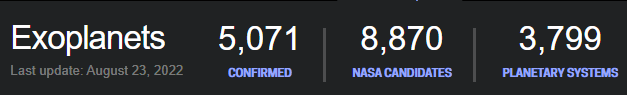 Exoplanets 5,071 8,870 3,799
Last update: August 23, 2022 CONFIRMED NASA CANDIDATES PLANETARY SYSTEMS